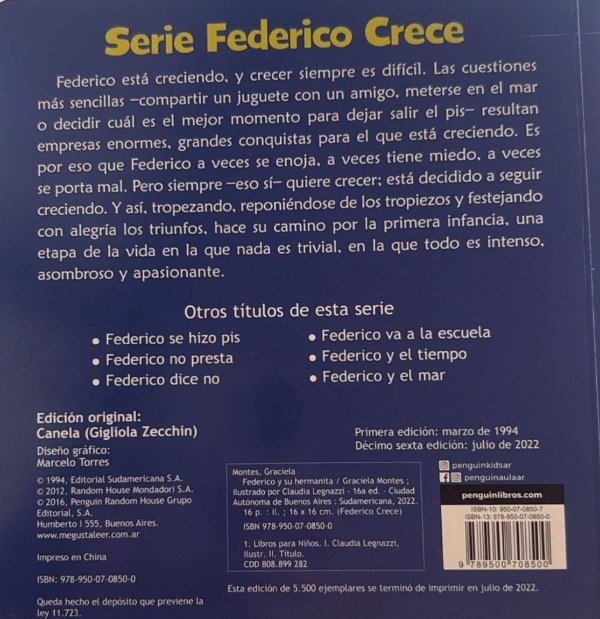 Serie Federico Crece
Federico está creciendo, y crecer siempre es difícil. Las cuestiones
más sencillas —compartir un juguete con un amigo, meterse en el mar
o decidir cuál es el mejor momento para dejar salir el pis— resultan
empresas enormes, grandes conquistas para el que está creciendo. Es
por eso que Federico a veces se enoja, a veces tiene miedo, a veces
se porta mal. Pero siempre —eso sí— quiere crecer; está decidido a seguir
creciendo. Y así, tropezando, reponiéndose de los tropiezos y festejando
con alegría los triunfos, hace su camino por la primera infancia, una
etapa de la vida en la que nada es trivial, en la que todo es intenso,
asombroso y apasionante.
Otros títulos de esta serie
• Federico se hizo pis
• Federico no presta
• Federico dice no
• Federico va a la escuela
• Federico y el tiempo
• Federico y el mar
Edición original:
Canela (Gigliola Zecchin)
Diseño gráfico:
Marcelo Torres
© 1994, Editorial Sudamericana S.A.
© 2012, Random House Mondadori S.A.
© 2016, Penguin Random House Grupo
Editorial, S.A.
Humberto I 555, Buenos Aires.
www.megustaleer.com.ar
Impreso en China
ISBN: 978-950-07-0850-0
Queda hecho el depósito que previene la
ley 11.723.
Primera edición: marzo de 1994
Décimo sexta edición: julio de 2022
Montes, Graciela
Federico y su hermanita / Graciela Montes ;
ilustrado por Claudia Legnazzi - 16a ed. - Ciudad
Autónoma de Buenos Aires : Sudamericana, 2022.
16 p. ; il. ; 16 x 16 cm. (Federico Crece)
ISBN 978-950-07-0850-0
1. Libros para Niños. I. Claudia Legnazzi,
Ilustr. II. Título.
CDD 808.899 282
penguinkidsar
penguinaulaar
penguinlibros.com
ISBN-10: 950-07-0850-7
ISBN-13: 978-950-07-0850-0
9 789500 708500
Esta edición de 5.500 ejemplares se terminó de imprimir en julio de 2022.